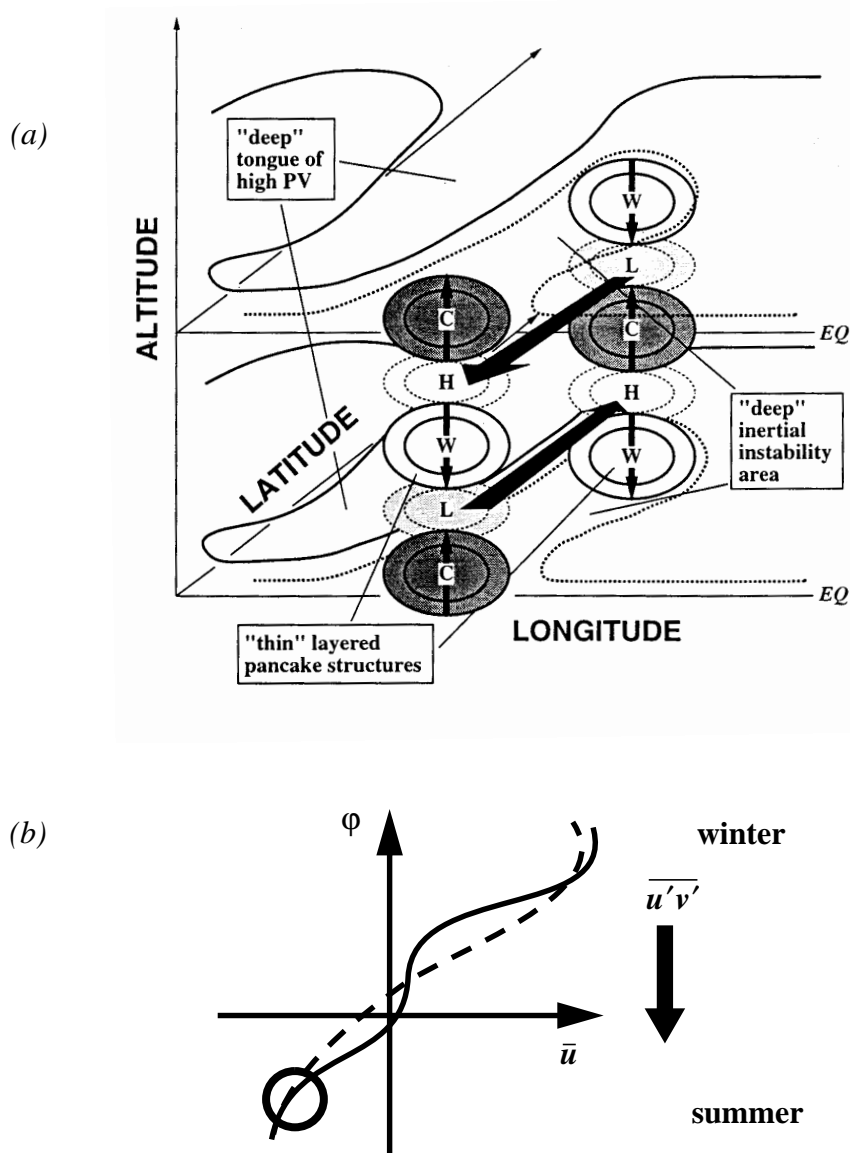 (a)
"deep"
tongue of
high PV
ALTITUDE
W
L
C
C
EQ
H
H
"deep"
inertial
instability
area
LATITUDE
W
W
L
C
EQ
"thin" layered
pancake structures
LONGITUDE
(b)
φ
winter
u′v′
ū
summer